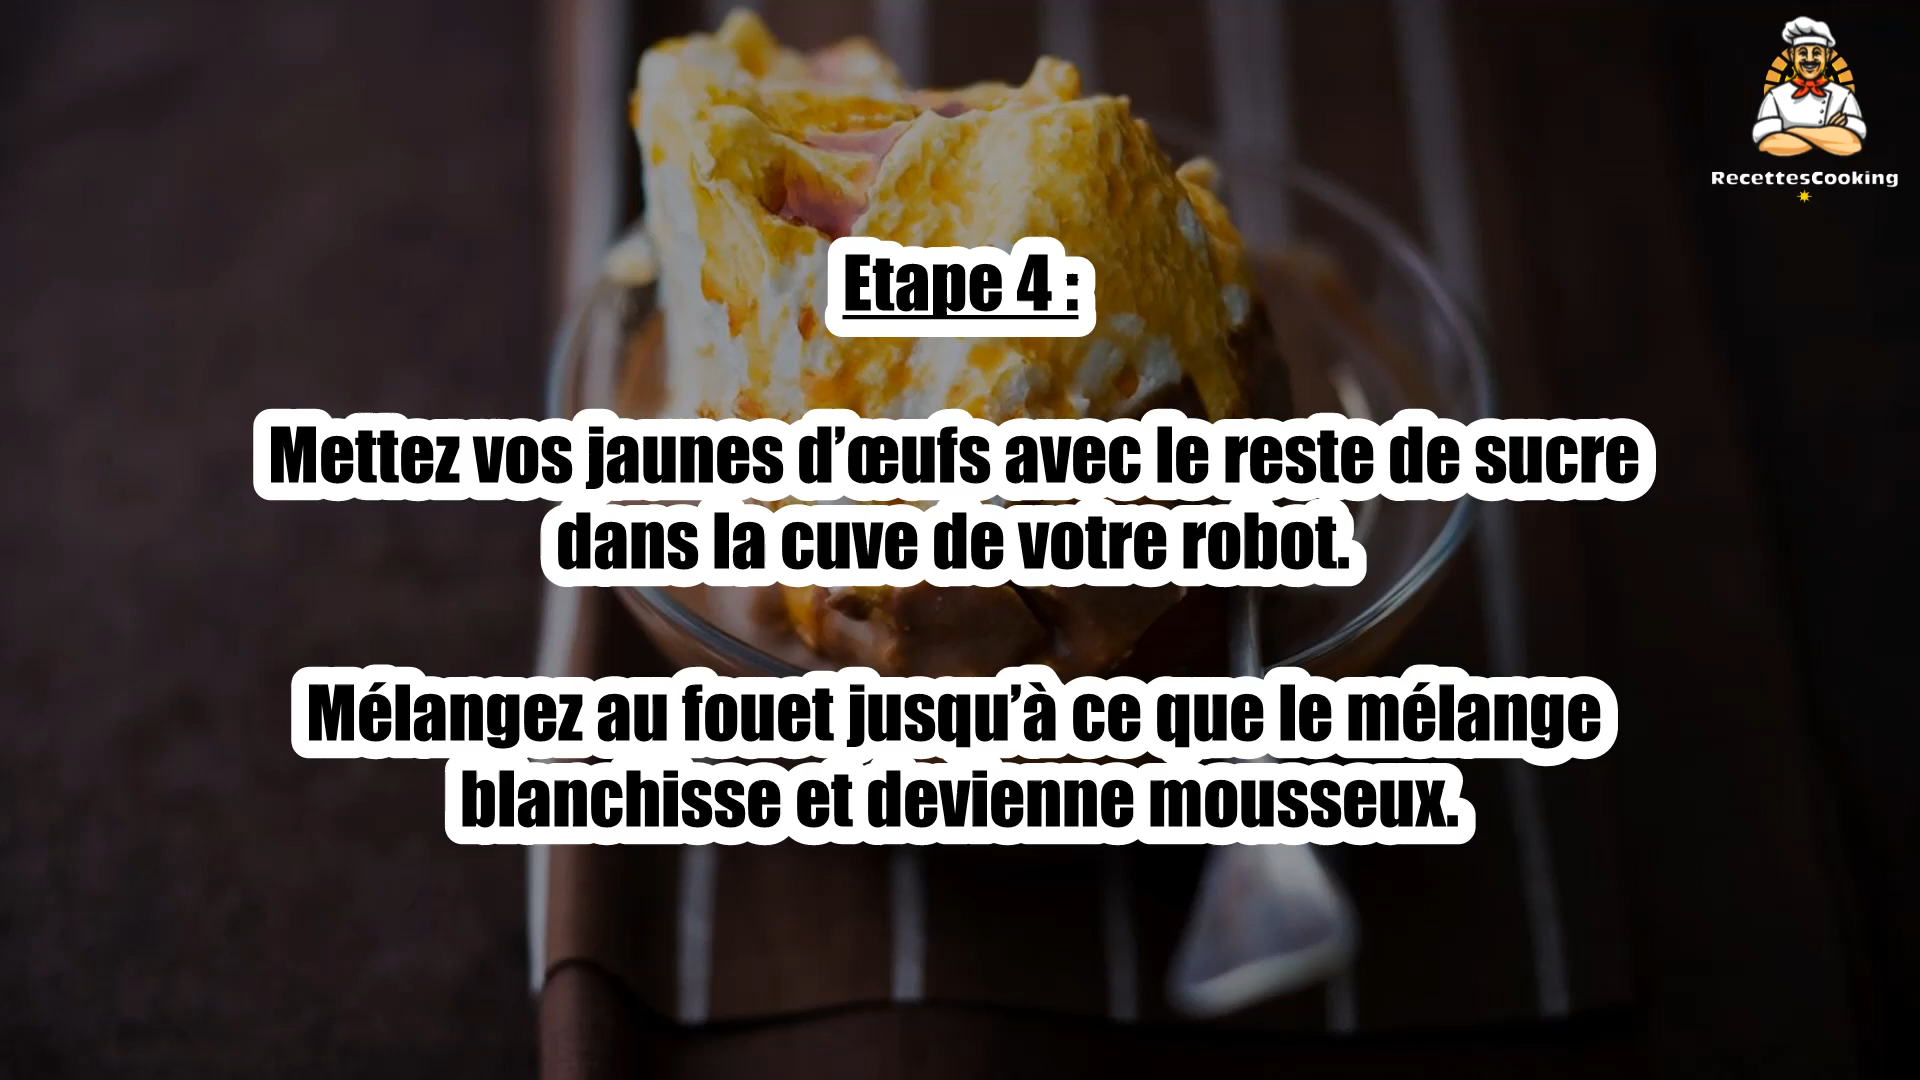 RecettesCooking
Etape 4 :
Mettez vos jaunes d’œufs avec le reste de sucre
dans la cuve de votre robot.
Mélangez au fouet jusqu’à ce que le mélange
blanchisse et devienne mousseux.